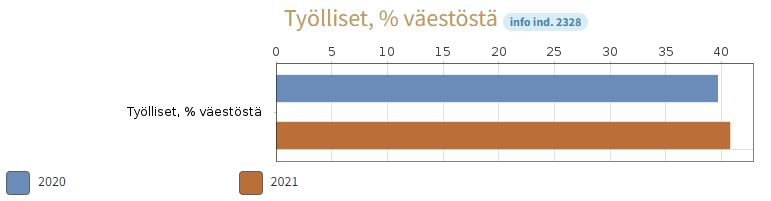 Työlliset, % väestöstä info ind. 2328
0 5 10 15 20 25 30 35 40
Työlliset, % väestöstä
2020 2021